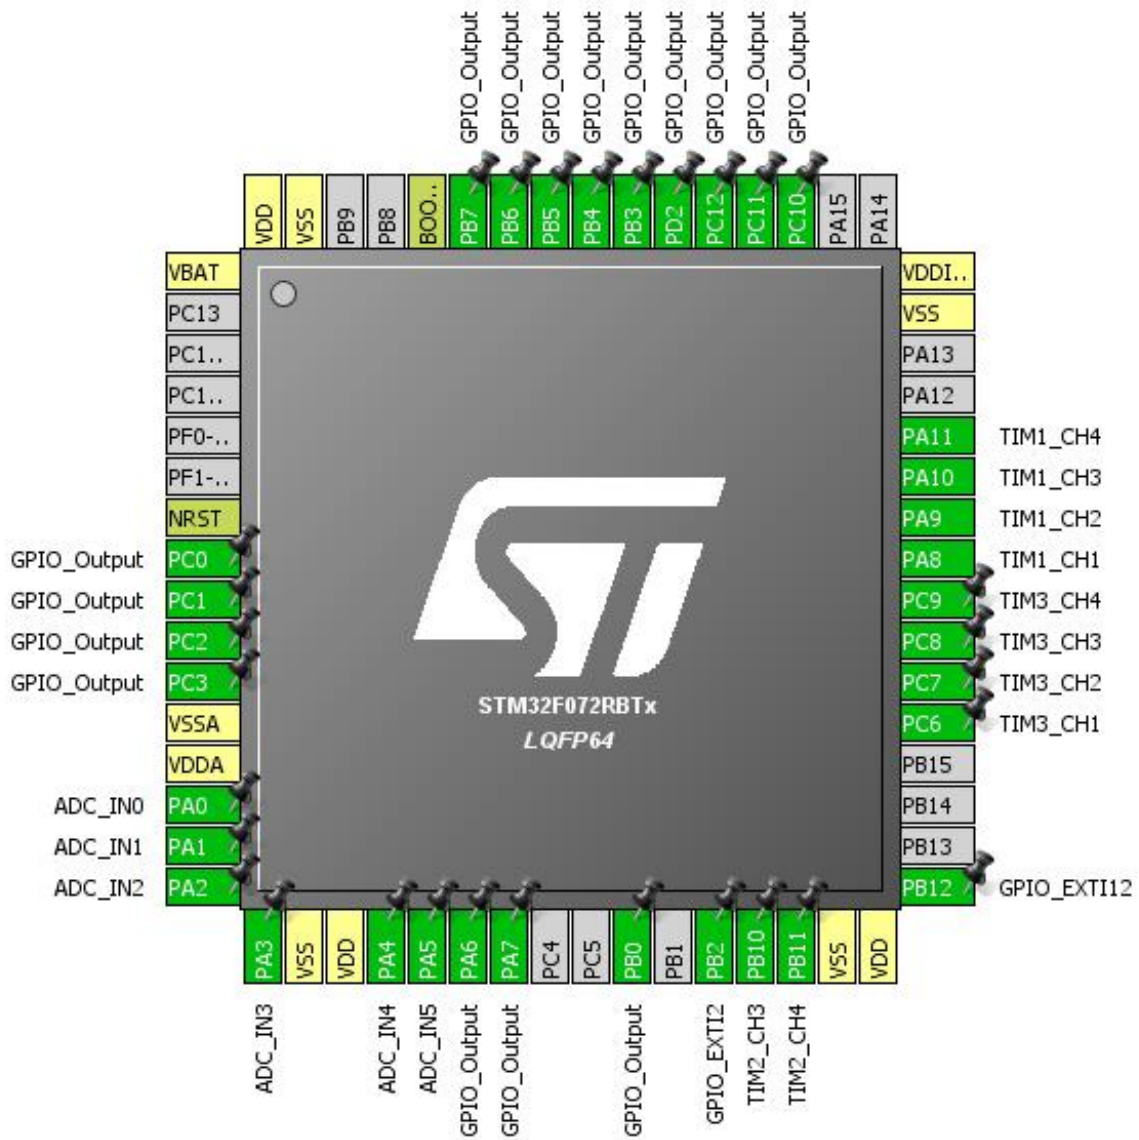 GPIO_Output
GPIO_Output
GPIO_Output
GPIO_Output
GPIO_Output
GPIO_Output
GPIO_Output
GPIO_Output
GPIO_Output
VDD
VSS
PB9
PB8
BOO..
PB7
PB6
PB5
PB4
PB3
PD2
PC12
PC11
PC10
PA15
PA14
VBAT
PC13
PC1..
PC1..
PF0-..
PF1-..
NRST
GPIO_Output PC0
GPIO_Output PC1
GPIO_Output PC2
GPIO_Output PC3
VSSA
VDDA
ADC_IN0 PA0
ADC_IN1 PA1
ADC_IN2 PA2
ST
STM32F072RBTx
LQFP64
VDDI..
VSS
PA13
PA12
PA11 TIM1_CH4
PA10 TIM1_CH3
PA9 TIM1_CH2
PA8 TIM1_CH1
PC9 TIM3_CH4
PC8 TIM3_CH3
PC7 TIM3_CH2
PC6 TIM3_CH1
PB15
PB14
PB13
PB12 GPIO_EXTI12
PA3
VSS
VDD
PA4
PA5
PA6
PA7
PC4
PC5
PB0
PB1
PB2
PB10
PB11
VSS
VDD
ADC_IN3
ADC_IN4
ADC_IN5
GPIO_Output
GPIO_Output
GPIO_Output
GPIO_EXTI2
TIM2_CH3
TIM2_CH4